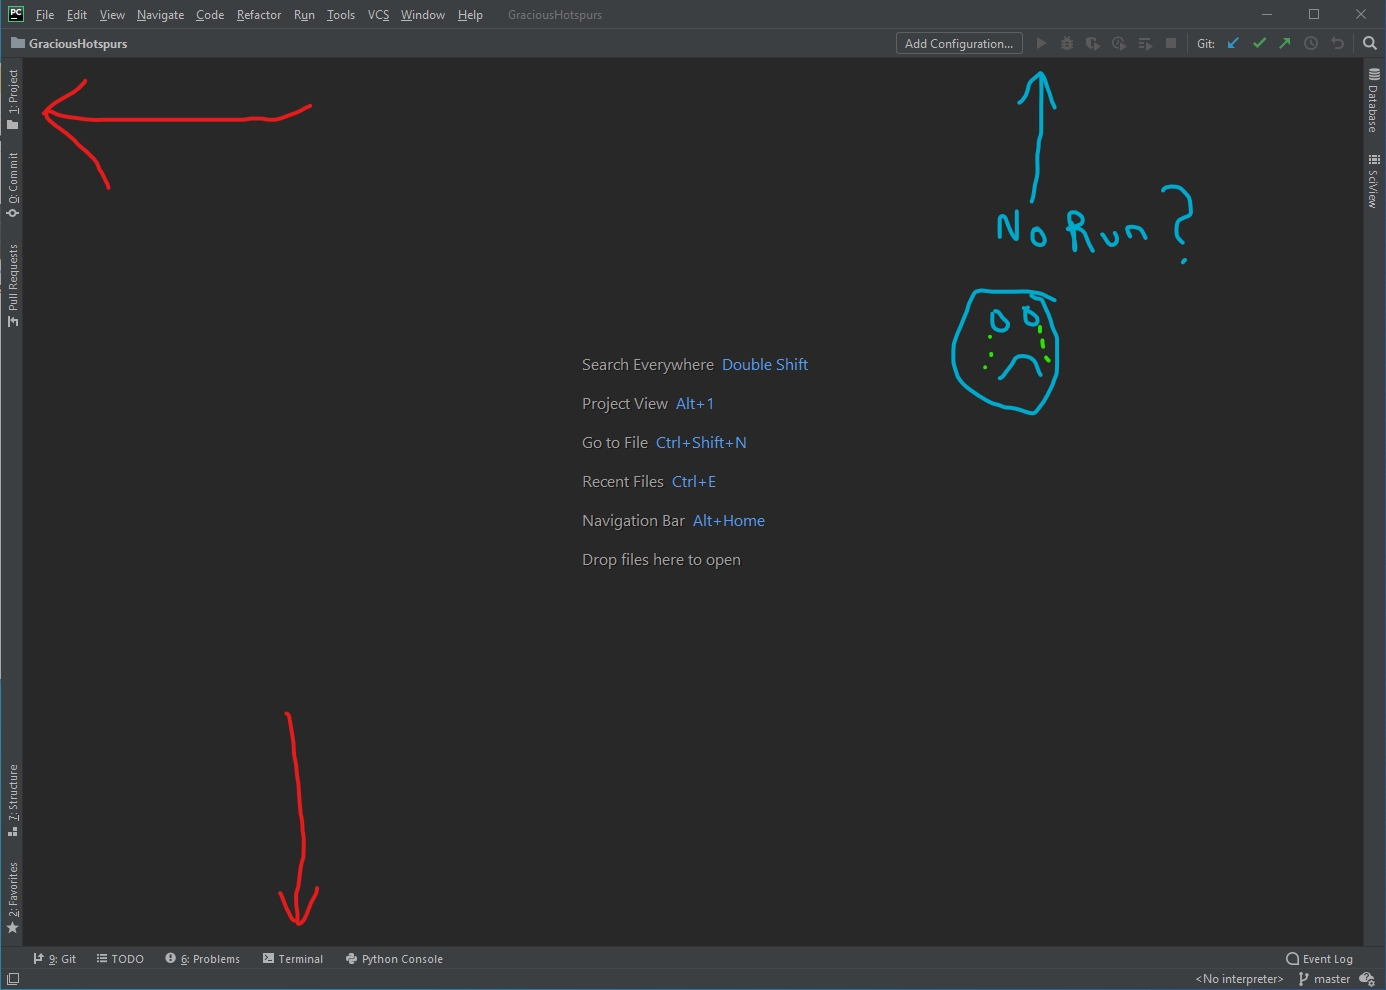 PC File Edit View Navigate Code Refactor Run Tools VCS Window Help GraciousHotspurs
GraciousHotspurs Add Configuration... Git:
1: Project
0: Commit
Pull Requests
Database
SciView
No Run?
Search Everywhere Double Shift
Project View Alt+1
Go to File Ctrl+Shift+N
Recent Files Ctrl+E
Navigation Bar Alt+Home
Drop files here to open
7: Structure
2: Favorites
9: Git TODO 6: Problems Terminal Python Console Event Log
<No interpreter> master